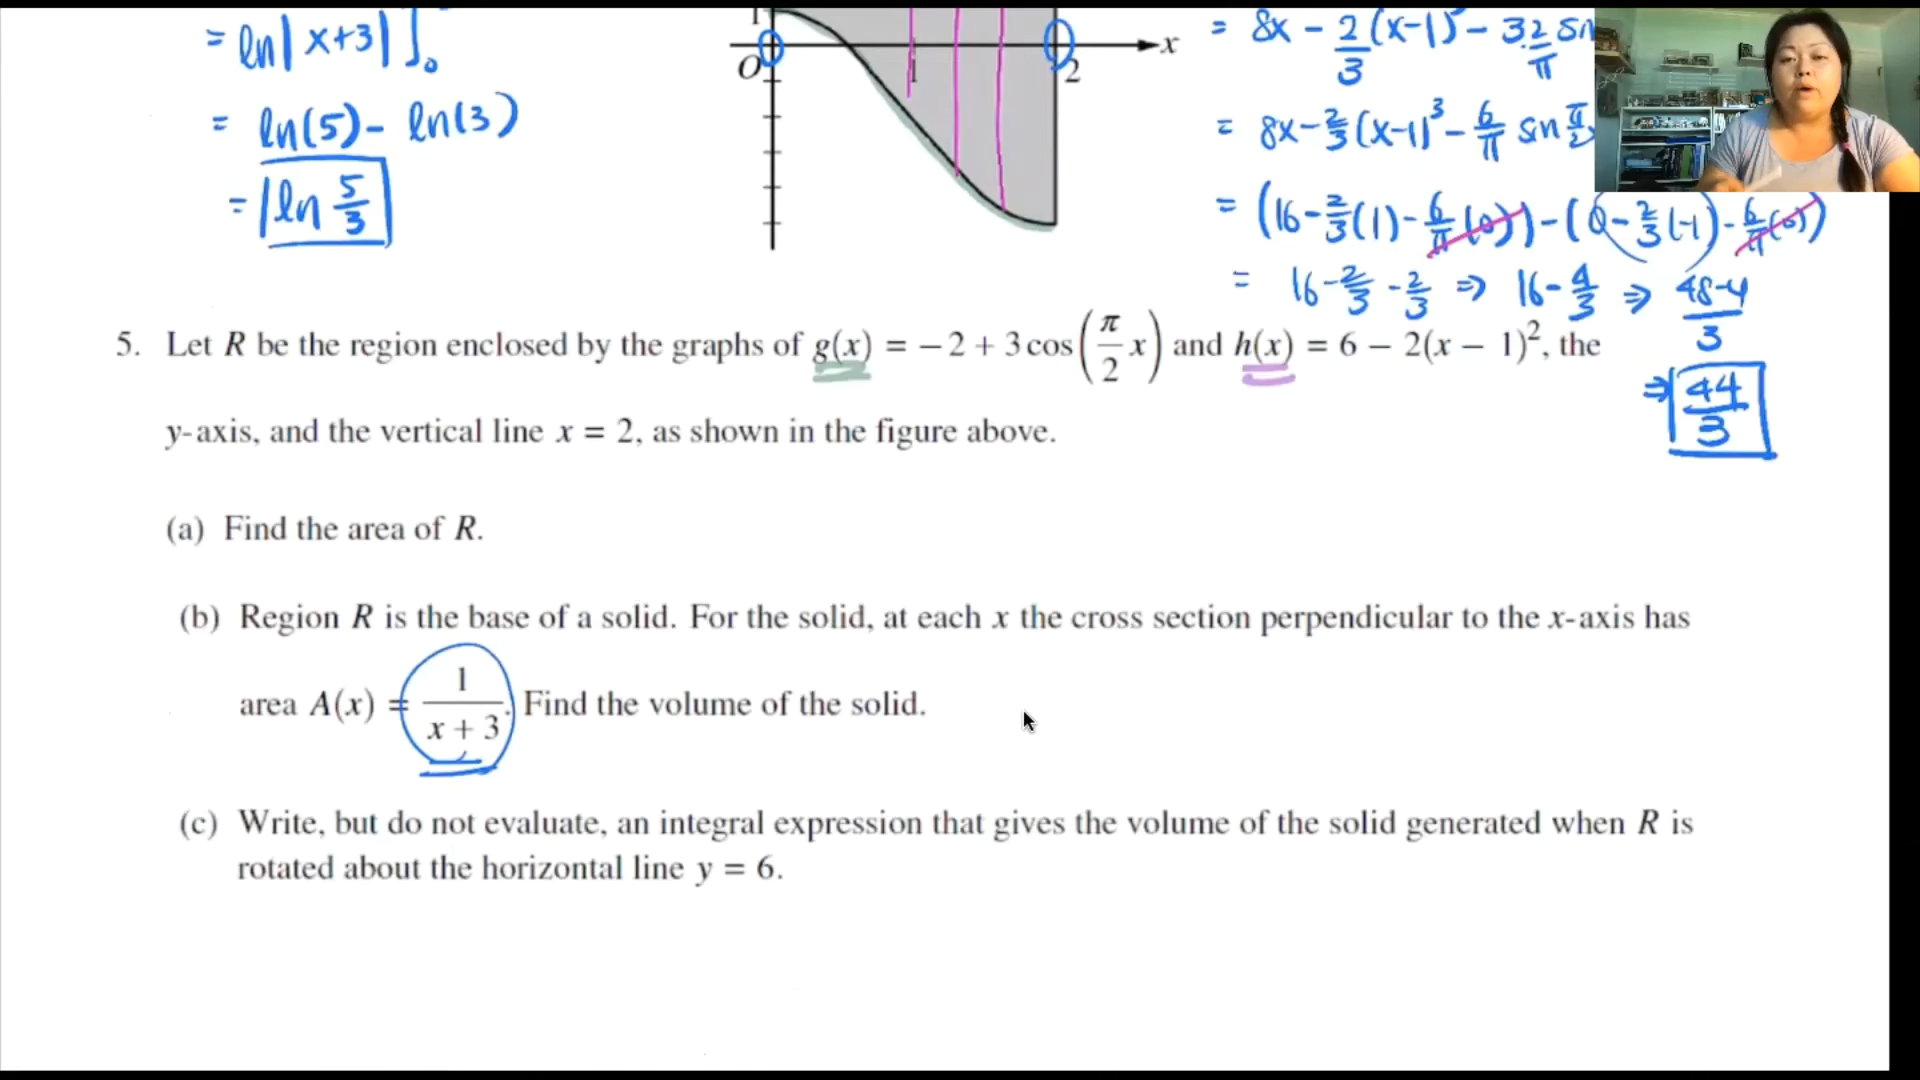 = ln|x+3|]₀
= ln(5) - ln(3)
= ln 5/3
1
O
1
2
x
= 8x - 2/3 (x-1)³ - 3·2/π sin
= 8x - 2/3 (x-1)³ - 6/π sin π/2 x
= (16 - 2/3(1) - 6/π(0)) - (0 - 2/3(-1) - 6/π(0))
= 16 - 2/3 - 2/3 ⇒ 16 - 4/3 ⇒ 48-4/3
⇒ 44/3
5. Let R be the region enclosed by the graphs of g(x) = −2 + 3 cos(π/2 x) and h(x) = 6 − 2(x − 1)², the
y-axis, and the vertical line x = 2, as shown in the figure above.
(a) Find the area of R.
(b) Region R is the base of a solid. For the solid, at each x the cross section perpendicular to the x-axis has
area A(x) = 1/(x + 3). Find the volume of the solid.
(c) Write, but do not evaluate, an integral expression that gives the volume of the solid generated when R is
rotated about the horizontal line y = 6.